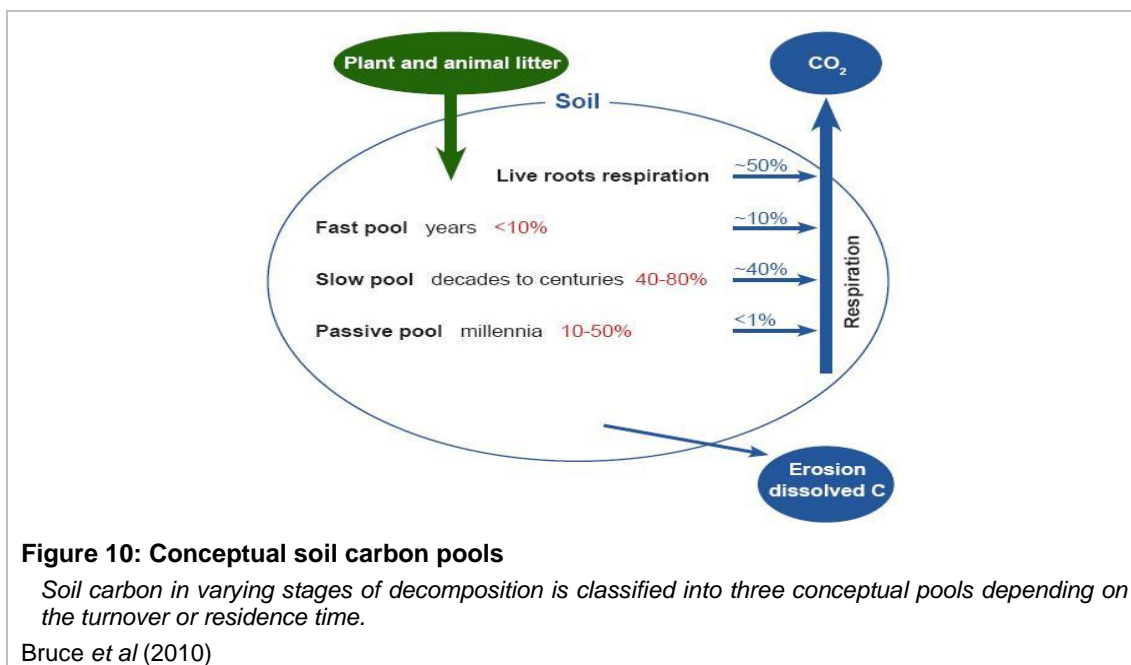 Plant and animal litter
CO₂
Soil
Live roots respiration ~50%
Fast pool years <10% ~10%
Slow pool decades to centuries 40-80% ~40%
Passive pool millennia 10-50% <1%
Respiration
Erosion
dissolved C
Figure 10: Conceptual soil carbon pools
Soil carbon in varying stages of decomposition is classified into three conceptual pools depending on
the turnover or residence time.
Bruce et al (2010)